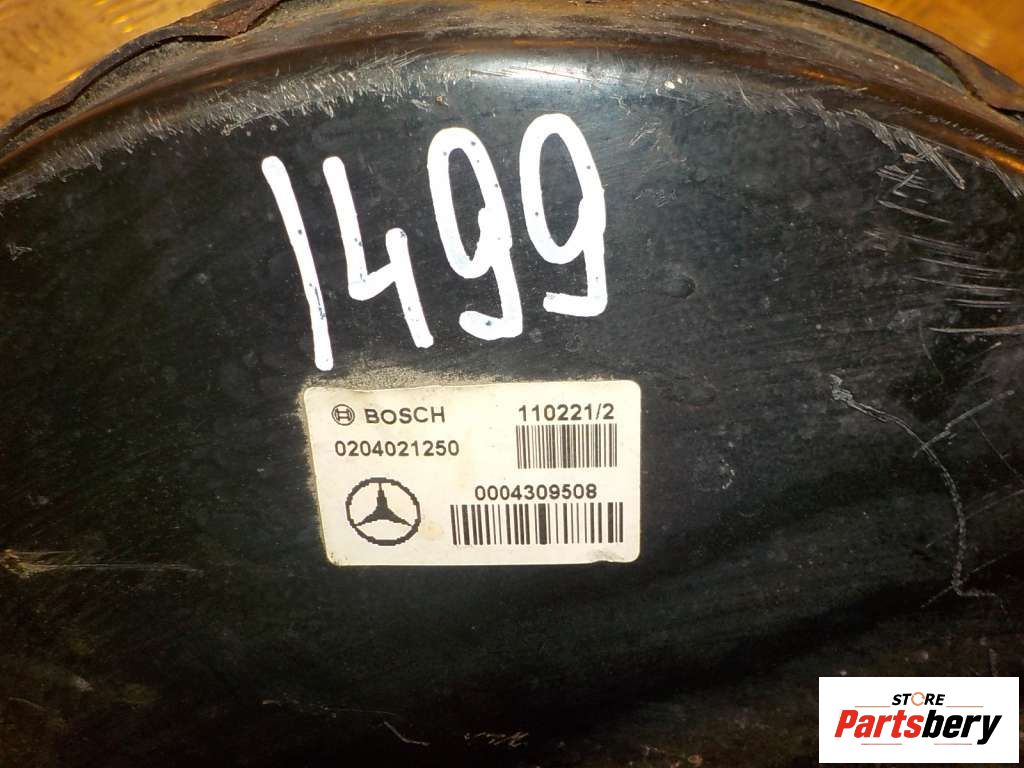 1499
BOSCH 110221/2
0204021250
0004309508
STORE
Partsbery